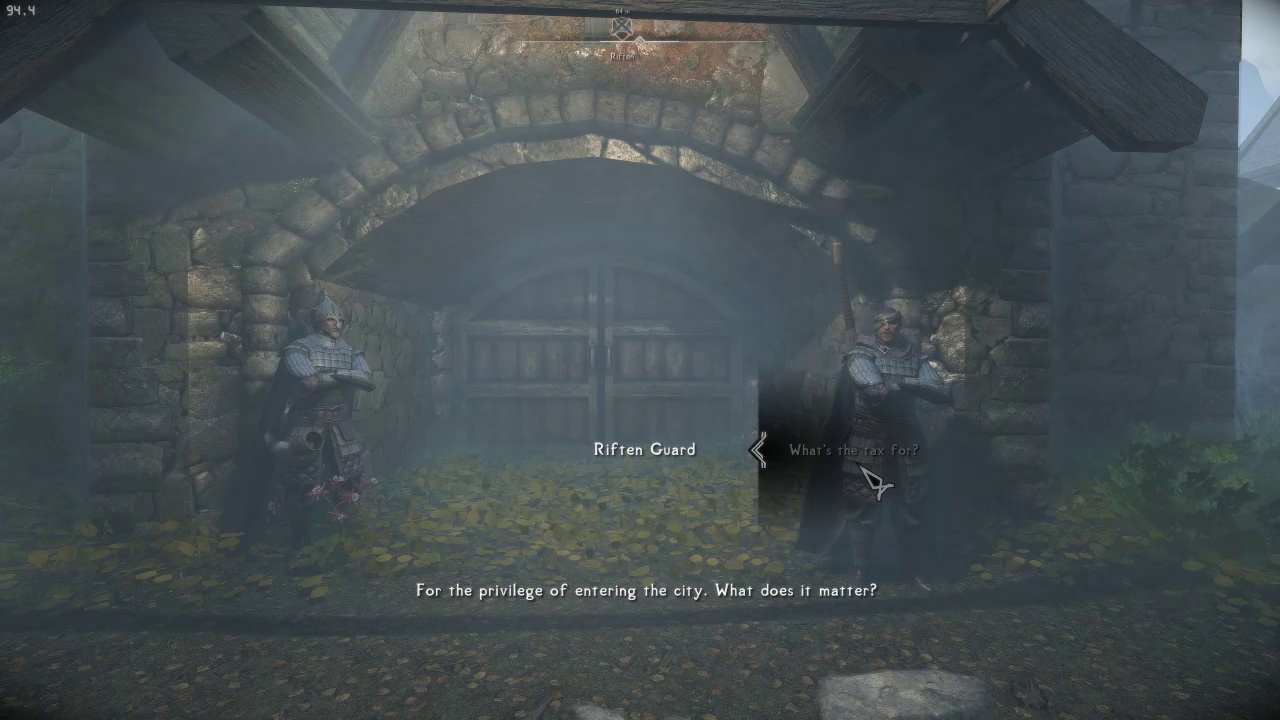 94.4
64 m
Riften
Riften Guard
What's the tax for?
For the privilege of entering the city. What does it matter?